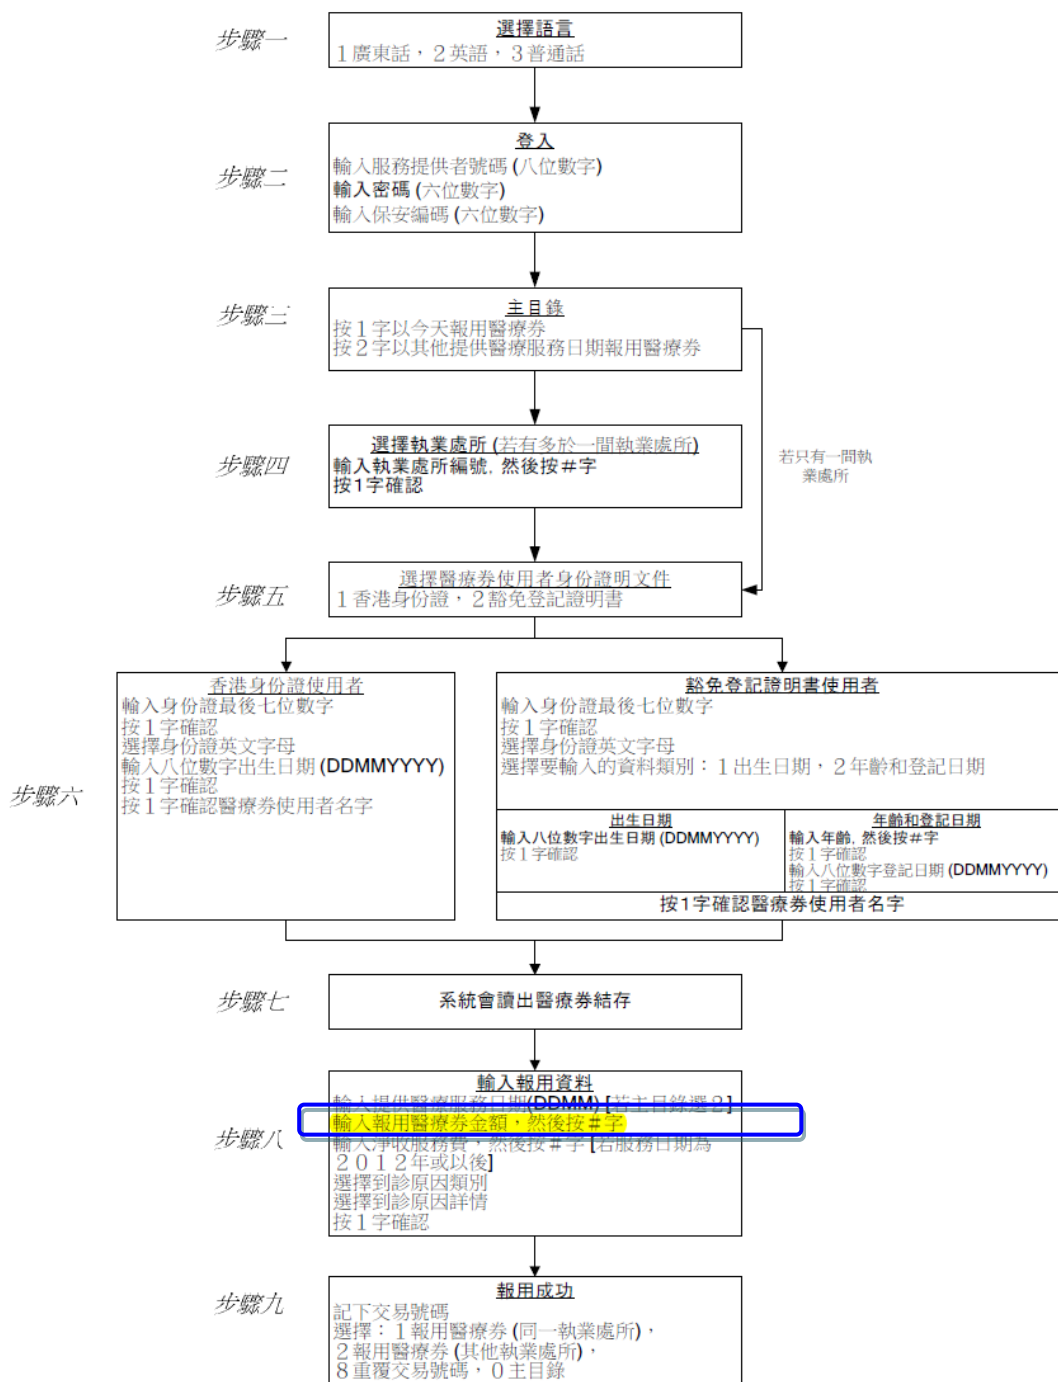 步驟一
選擇語言
1廣東話，2英語，3普通話
步驟二
登入
輸入服務提供者號碼 (八位數字)
輸入密碼 (六位數字)
輸入保安編碼 (六位數字)
步驟三
主目錄
按1字以今天報用醫療券
按2字以其他提供醫療服務日期報用醫療券
步驟四
選擇執業處所 (若有多於一間執業處所)
輸入執業處所編號, 然後按＃字
按1字確認
若只有一間執
業處所
步驟五
選擇醫療券使用者身份證明文件
1香港身份證，2豁免登記證明書
步驟六
香港身份證使用者
輸入身份證最後七位數字
按1字確認
選擇身份證英文字母
輸入八位數字出生日期 (DDMMYYYY)
按1字確認
按1字確認醫療券使用者名字
豁免登記證明書使用者
輸入身份證最後七位數字
按1字確認
選擇身份證英文字母
選擇要輸入的資料類別：1出生日期，2年齡和登記日期
出生日期
輸入八位數字出生日期 (DDMMYYYY)
按1字確認
年齡和登記日期
輸入年齡, 然後按＃字
按1字確認
輸入八位數字登記日期 (DDMMYYYY)
按1字確認
按1字確認醫療券使用者名字
步驟七
系統會讀出醫療券結存
步驟八
輸入報用資料
輸入提供醫療服務日期(DDMM) [若主目錄選2]
輸入報用醫療券金額，然後按＃字
輸入淨收服務費，然後按＃字 [若服務日期為
2012年或以後]
選擇到診原因類別
選擇到診原因詳情
按1字確認
步驟九
報用成功
記下交易號碼
選擇：1報用醫療券 (同一執業處所)，
2報用醫療券 (其他執業處所)，
8重覆交易號碼，0主目錄